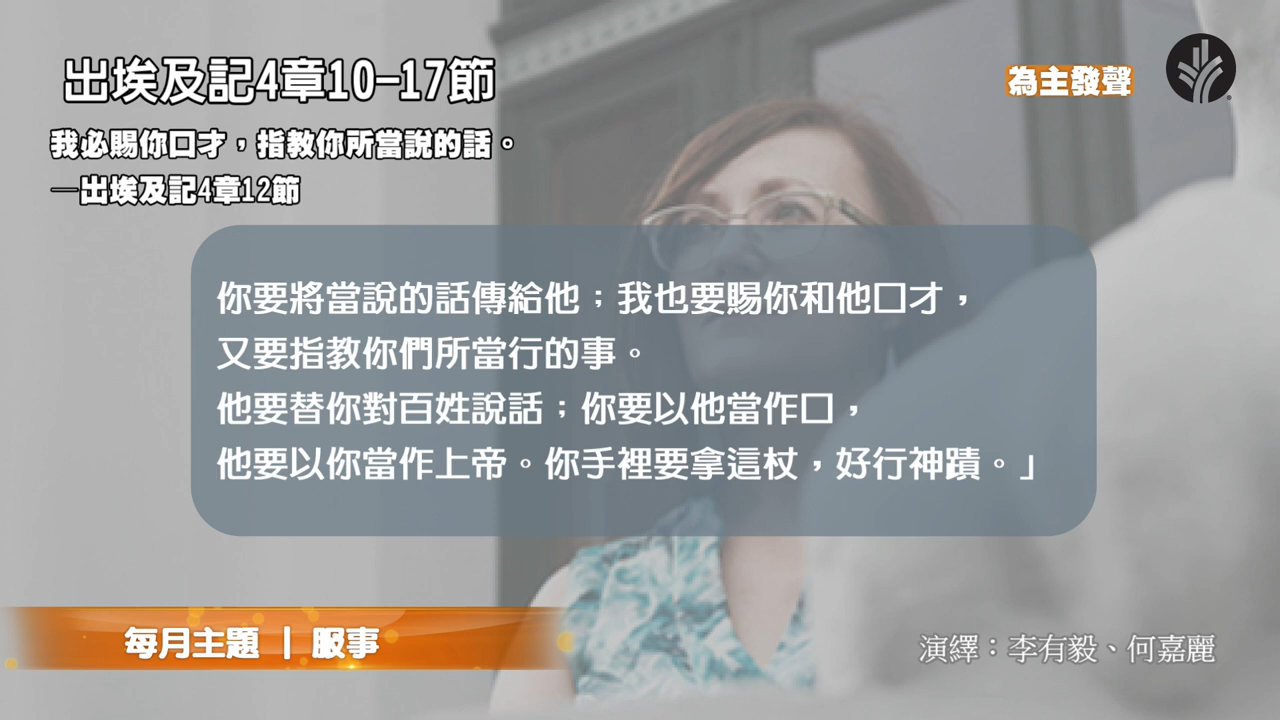 出埃及記4章10-17節
為主發聲
我必賜你口才，指教你所當說的話。
—出埃及記4章12節
你要將當說的話傳給他；我也要賜你和他口才，
又要指教你們所當行的事。
他要替你對百姓說話；你要以他當作口，
他要以你當作上帝。你手裡要拿這杖，好行神蹟。」
每月主題 | 服事
演繹：李有毅、何嘉麗